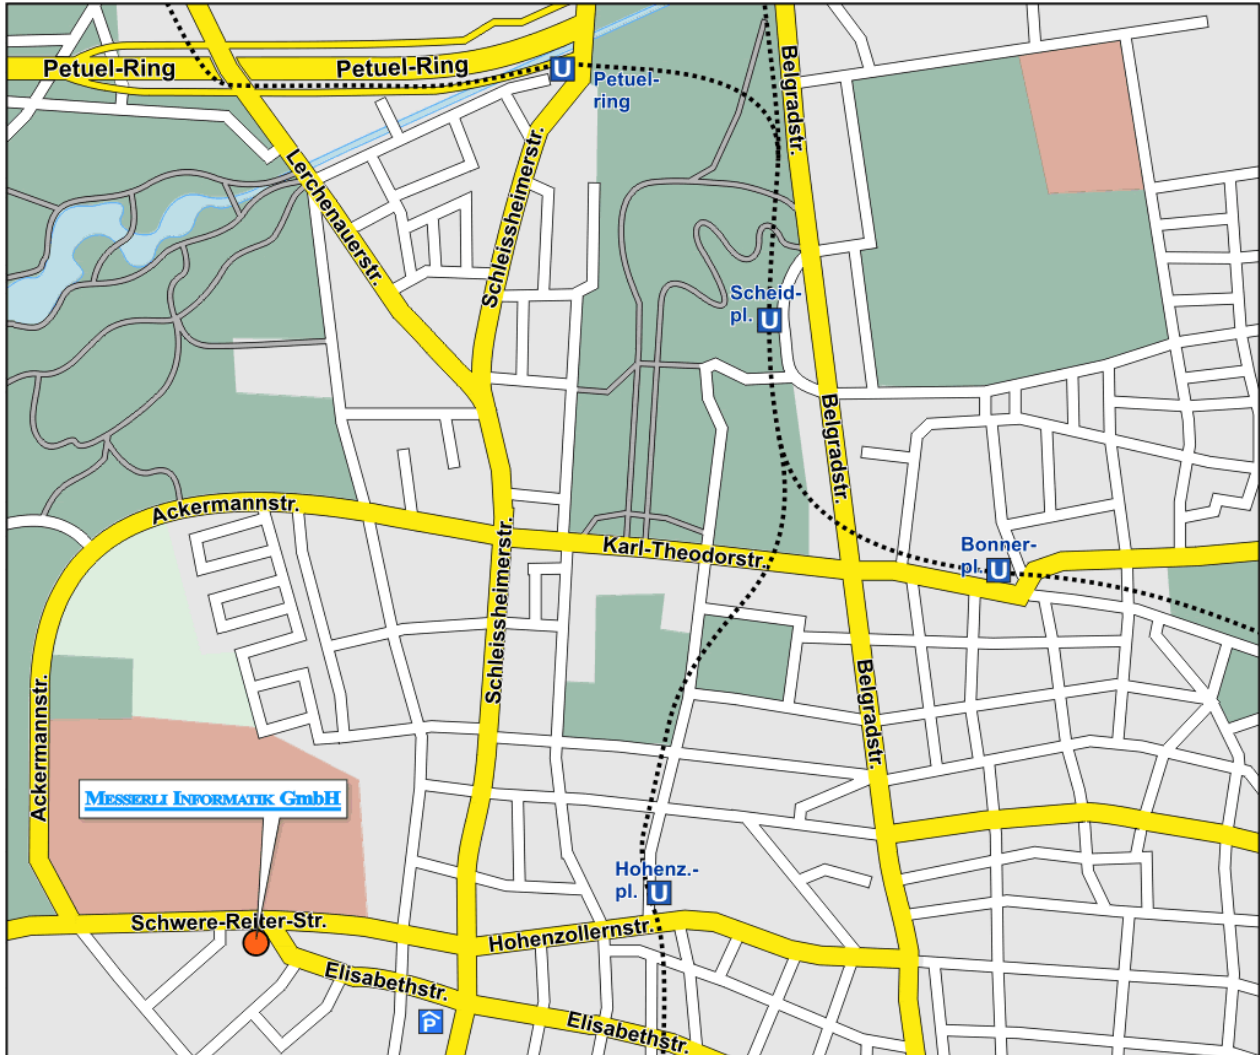 Petuel-Ring
Petuel-Ring
U
Petuel-
ring
Belgradstr.
Lerchenauerstr.
Schleissheimerstr.
Scheid-
pl.
U
Belgradstr.
Ackermannstr.
Schleissheimerstr.
Karl-Theodorstr.
Bonner-
pl.
U
Ackermannstr.
Belgradstr.
MESSERLI INFORMATIK GmbH
Hohenz.-
pl.
U
Schwere-Reiter-Str.
Hohenzollernstr.
Elisabethstr.
P
Elisabethstr.